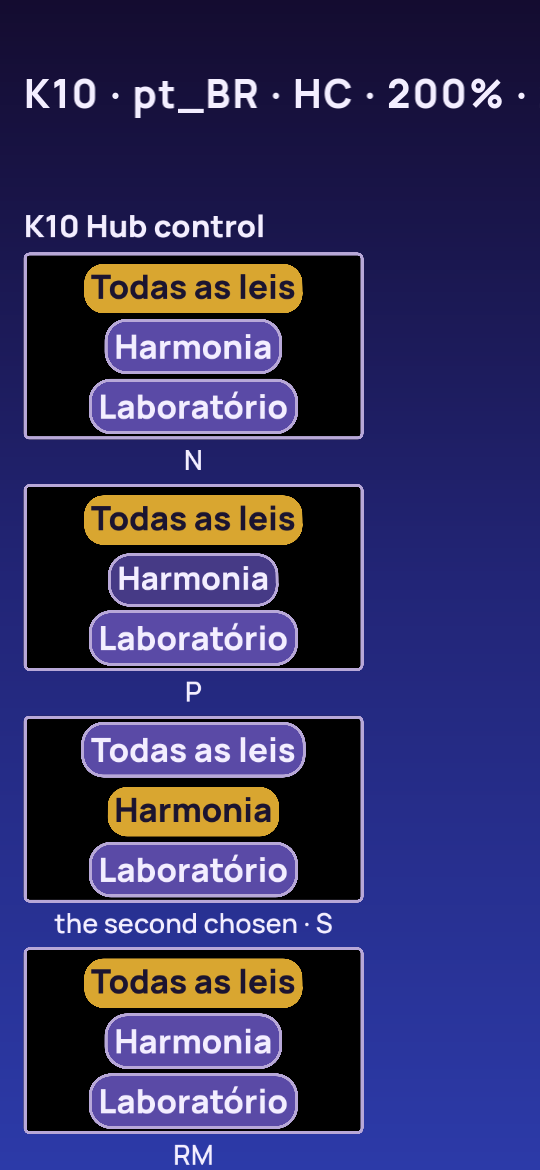 K10 · pt_BR · HC · 200% ·
K10 Hub control
Todas as leis
Harmonia
Laboratório
N
Todas as leis
Harmonia
Laboratório
P
Todas as leis
Harmonia
Laboratório
the second chosen · S
Todas as leis
Harmonia
Laboratório
RM